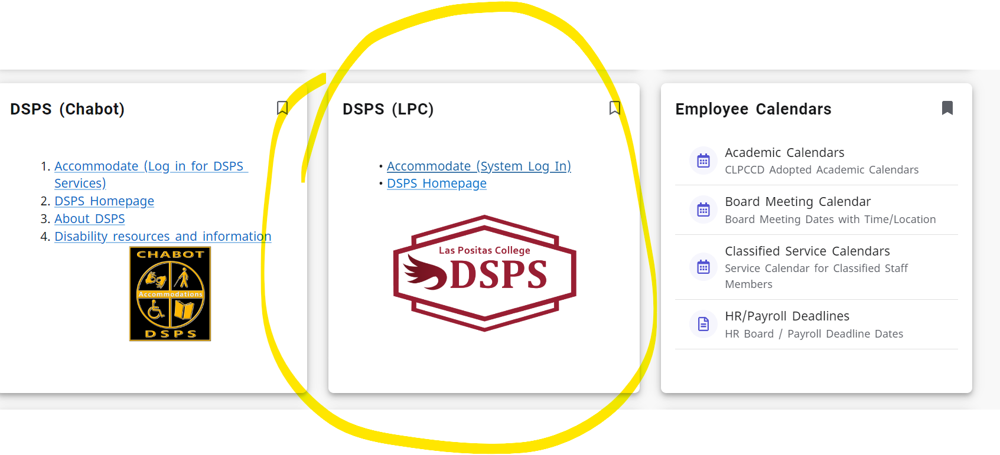 DSPS (Chabot)
1. Accommodate (Log in for DSPS
Services)
2. DSPS Homepage
3. About DSPS
4. Disability resources and information
CHABOT
Accommodations
DSPS
DSPS (LPC)
• Accommodate (System Log In)
• DSPS Homepage
Las Positas College
DSPS
Employee Calendars
Academic Calendars
CLPCCD Adopted Academic Calendars
Board Meeting Calendar
Board Meeting Dates with Time/Location
Classified Service Calendars
Service Calendar for Classified Staff
Members
HR/Payroll Deadlines
HR Board / Payroll Deadline Dates